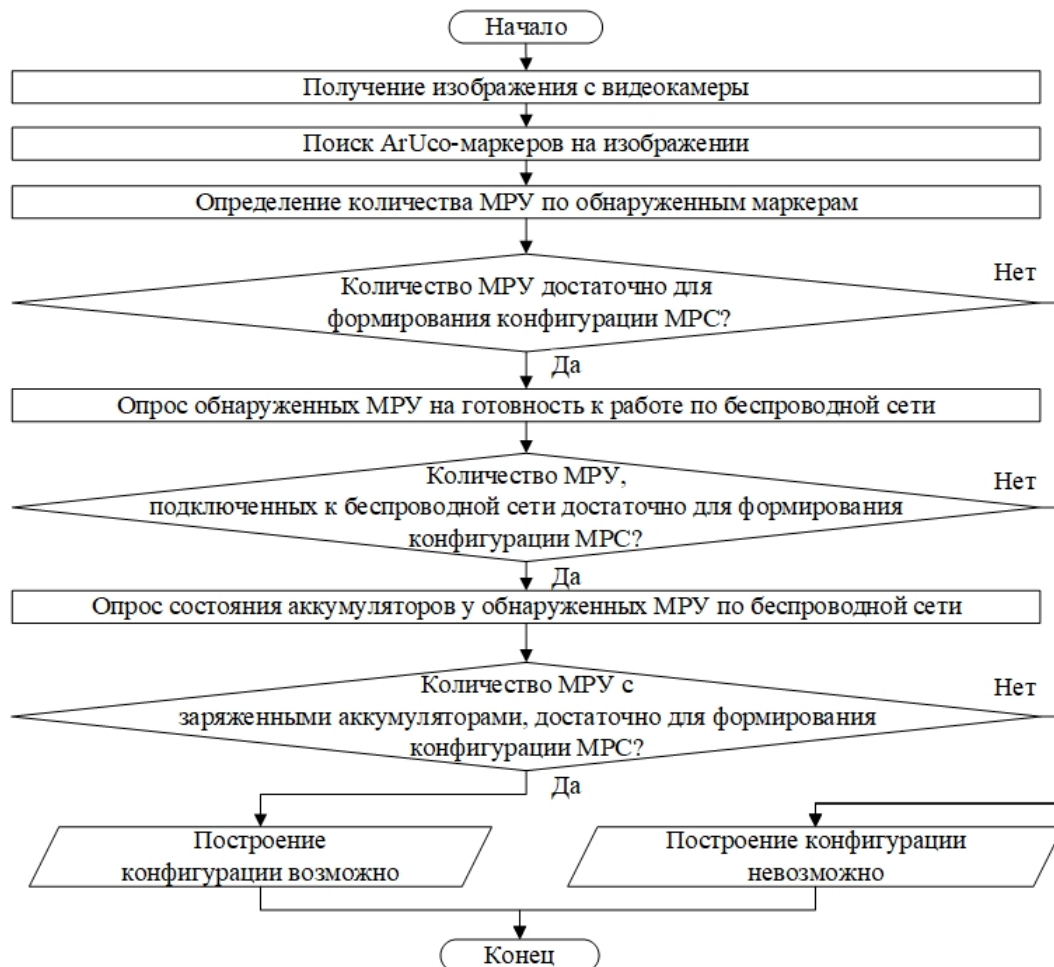 Начало
Получение изображения с видеокамеры
Поиск ArUco-маркеров на изображении
Определение количества МРУ по обнаруженным маркерам
Нет
Количество МРУ достаточно для
формирования конфигурации МРС?
Да
Опрос обнаруженных МРУ на готовность к работе по беспроводной сети
Количество МРУ,
Нет
подключенных к беспроводной сети достаточно для формирования
конфигурации МРС?
Да
Опрос состояния аккумуляторов у обнаруженных МРУ по беспроводной сети
Количество МРУ с
Нет
заряженными аккумуляторами, достаточно для формирования
конфигурации МРС?
Да
Построение
конфигурации возможно
Построение конфигурации
невозможно
Конец